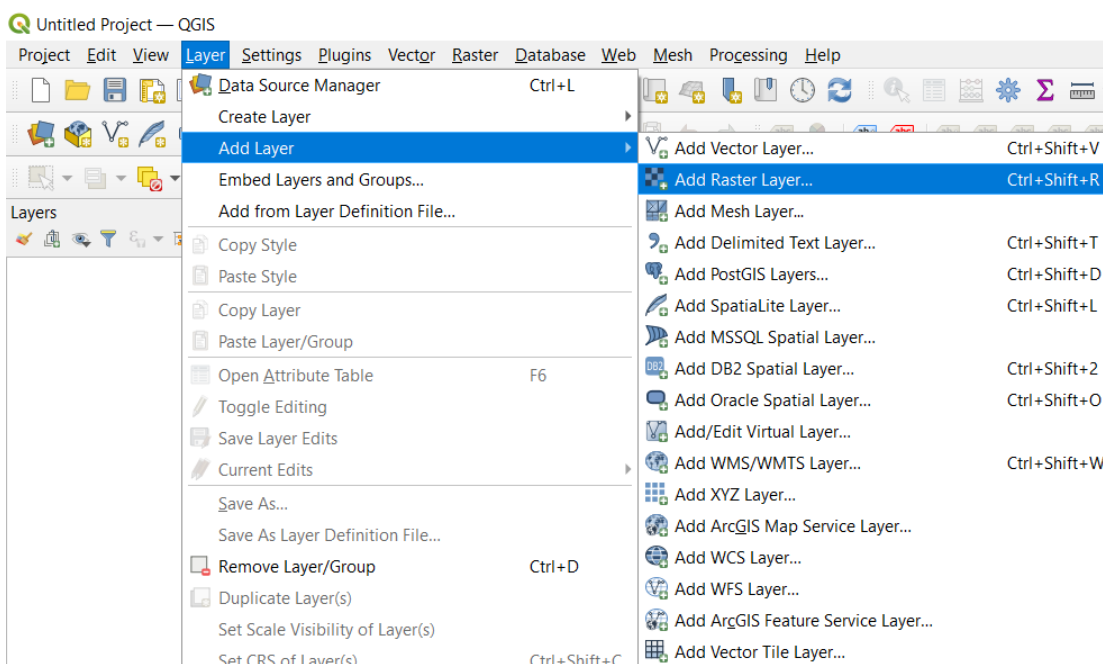 Untitled Project — QGIS
Project Edit View Layer Settings Plugins Vector Raster Database Web Mesh Processing Help
Data Source Manager Ctrl+L
Create Layer
Add Layer
Embed Layers and Groups...
Add from Layer Definition File...
Layers
Copy Style
Paste Style
Copy Layer
Paste Layer/Group
Open Attribute Table F6
Toggle Editing
Save Layer Edits
Current Edits
Save As...
Save As Layer Definition File...
Remove Layer/Group Ctrl+D
Duplicate Layer(s)
Set Scale Visibility of Layer(s)
Set CRS of Layer(s) Ctrl+Shift+C
Add Vector Layer... Ctrl+Shift+V
Add Raster Layer... Ctrl+Shift+R
Add Mesh Layer...
Add Delimited Text Layer... Ctrl+Shift+T
Add PostGIS Layers... Ctrl+Shift+D
Add SpatiaLite Layer... Ctrl+Shift+L
Add MSSQL Spatial Layer...
Add DB2 Spatial Layer... Ctrl+Shift+2
Add Oracle Spatial Layer... Ctrl+Shift+O
Add/Edit Virtual Layer...
Add WMS/WMTS Layer... Ctrl+Shift+W
Add XYZ Layer...
Add ArcGIS Map Service Layer...
Add WCS Layer...
Add WFS Layer...
Add ArcGIS Feature Service Layer...
Add Vector Tile Layer...